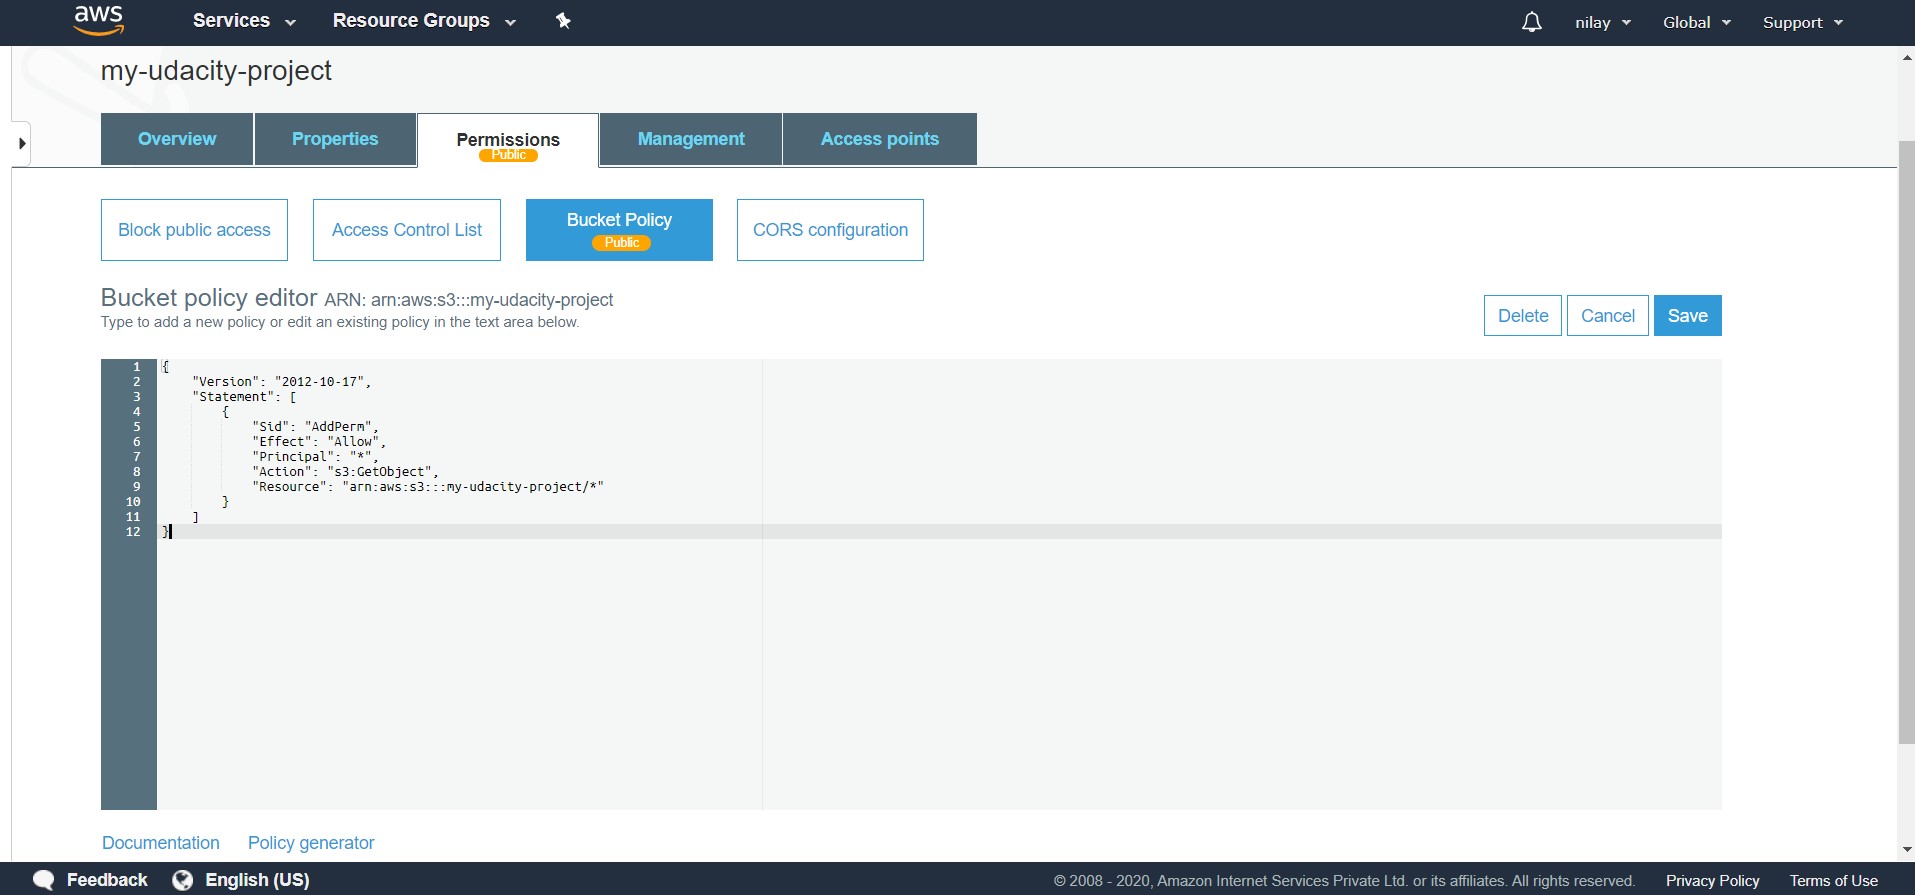 aws Services Resource Groups nilay Global Support
my-udacity-project
Overview Properties Permissions Management Access points
Public
Block public access Access Control List Bucket Policy CORS configuration
Public
Bucket policy editor ARN: arn:aws:s3:::my-udacity-project
Type to add a new policy or edit an existing policy in the text area below.
Delete Cancel Save
1 {
2 "Version": "2012-10-17",
3 "Statement": [
4 {
5 "Sid": "AddPerm",
6 "Effect": "Allow",
7 "Principal": "*",
8 "Action": "s3:GetObject",
9 "Resource": "arn:aws:s3:::my-udacity-project/*"
10 }
11 ]
12 }
Documentation Policy generator
Feedback English (US) © 2008 - 2020, Amazon Internet Services Private Ltd. or its affiliates. All rights reserved. Privacy Policy Terms of Use